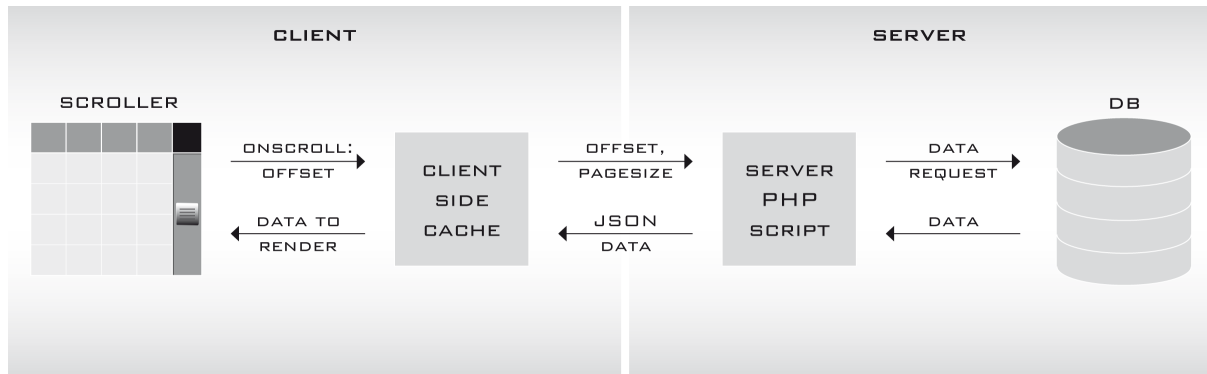 CLIENT
SERVER
SCROLLER
DB
ONSCROLL:
OFFSET
DATA TO
RENDER
CLIENT
SIDE
CACHE
OFFSET,
PAGESIZE
JSON
DATA
SERVER
PHP
SCRIPT
DATA
REQUEST
DATA